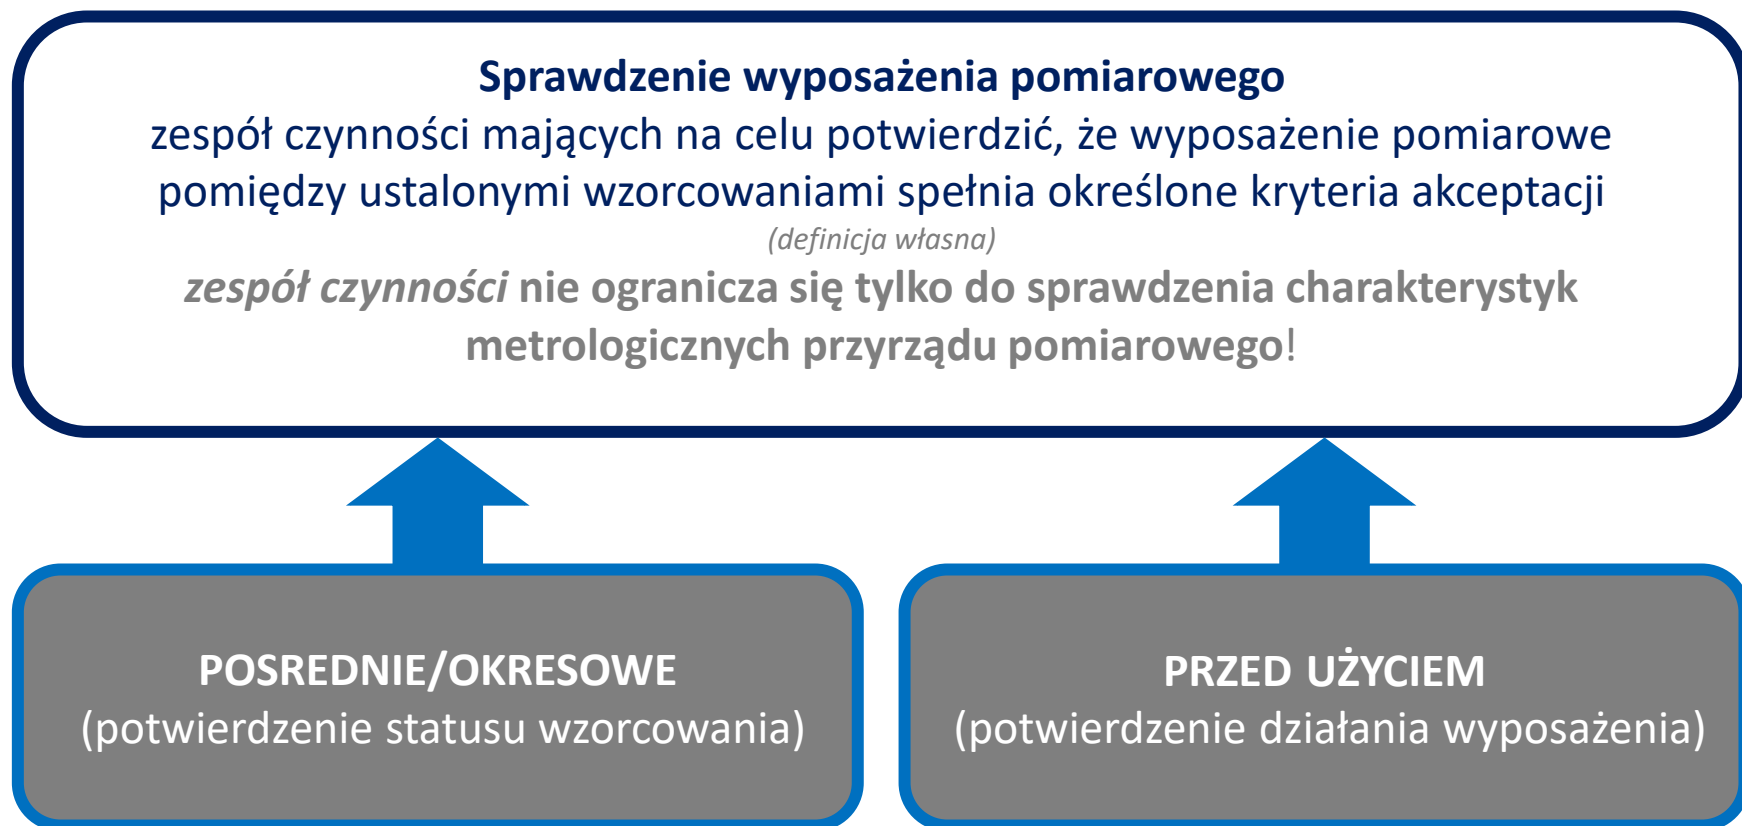 Sprawdzenie wyposażenia pomiarowego
zespół czynności mających na celu potwierdzić, że wyposażenie pomiarowe
pomiędzy ustalonymi wzorcowaniami spełnia określone kryteria akceptacji
(definicja własna)
zespół czynności nie ogranicza się tylko do sprawdzenia charakterystyk
metrologicznych przyrządu pomiarowego!
POSREDNIE/OKRESOWE
(potwierdzenie statusu wzorcowania)
PRZED UŻYCIEM
(potwierdzenie działania wyposażenia)